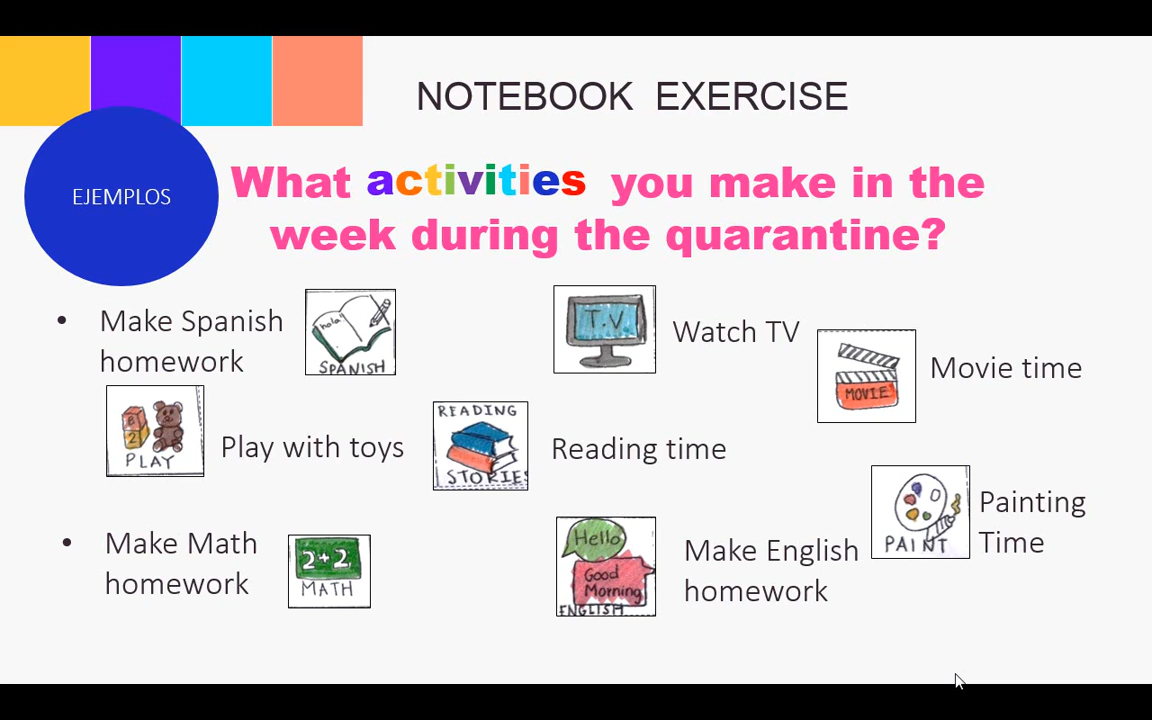 NOTEBOOK EXERCISE
EJEMPLOS
What activities you make in the
week during the quarantine?
• Make Spanish
homework
hola!
SPANISH
T.V.
Watch TV
MOVIE
Movie time
B
2
PLAY
Play with toys
READING
STORIES
Reading time
PAINT
Painting
Time
• Make Math
homework
2+2
MATH
Hello
Good
Morning
ENGLISH
Make English
homework